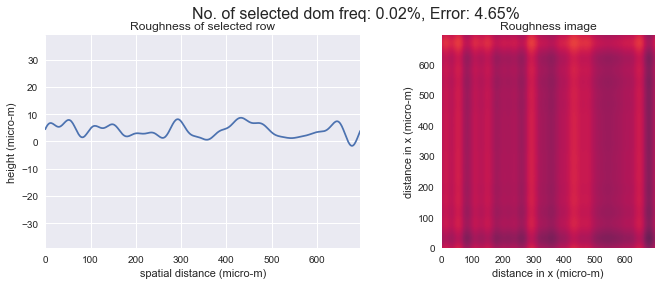 No. of selected dom freq: 0.02%, Error: 4.65%
Roughness of selected row
30
20
10
0
−10
−20
−30
height (micro-m)
0 100 200 300 400 500 600
spatial distance (micro-m)
Roughness image
600
500
400
300
200
100
0
distance in x (micro-m)
0 100 200 300 400 500 600
distance in x (micro-m)